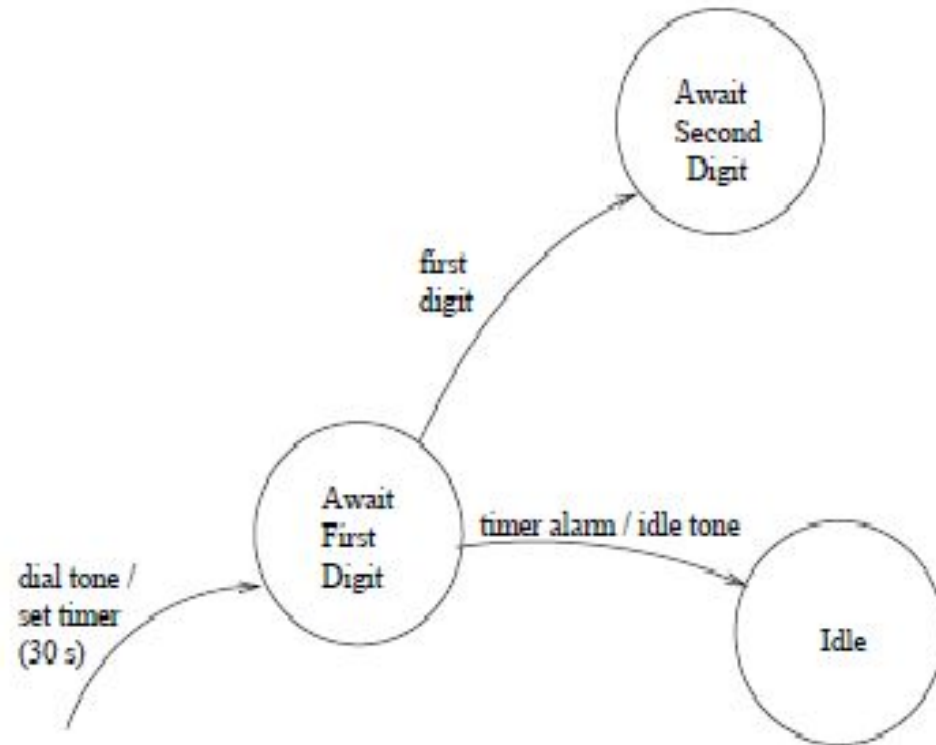 Await
Second
Digit
first
digit
Await
First
Digit
timer alarm / idle tone
dial tone /
set timer
(30 s)
Idle